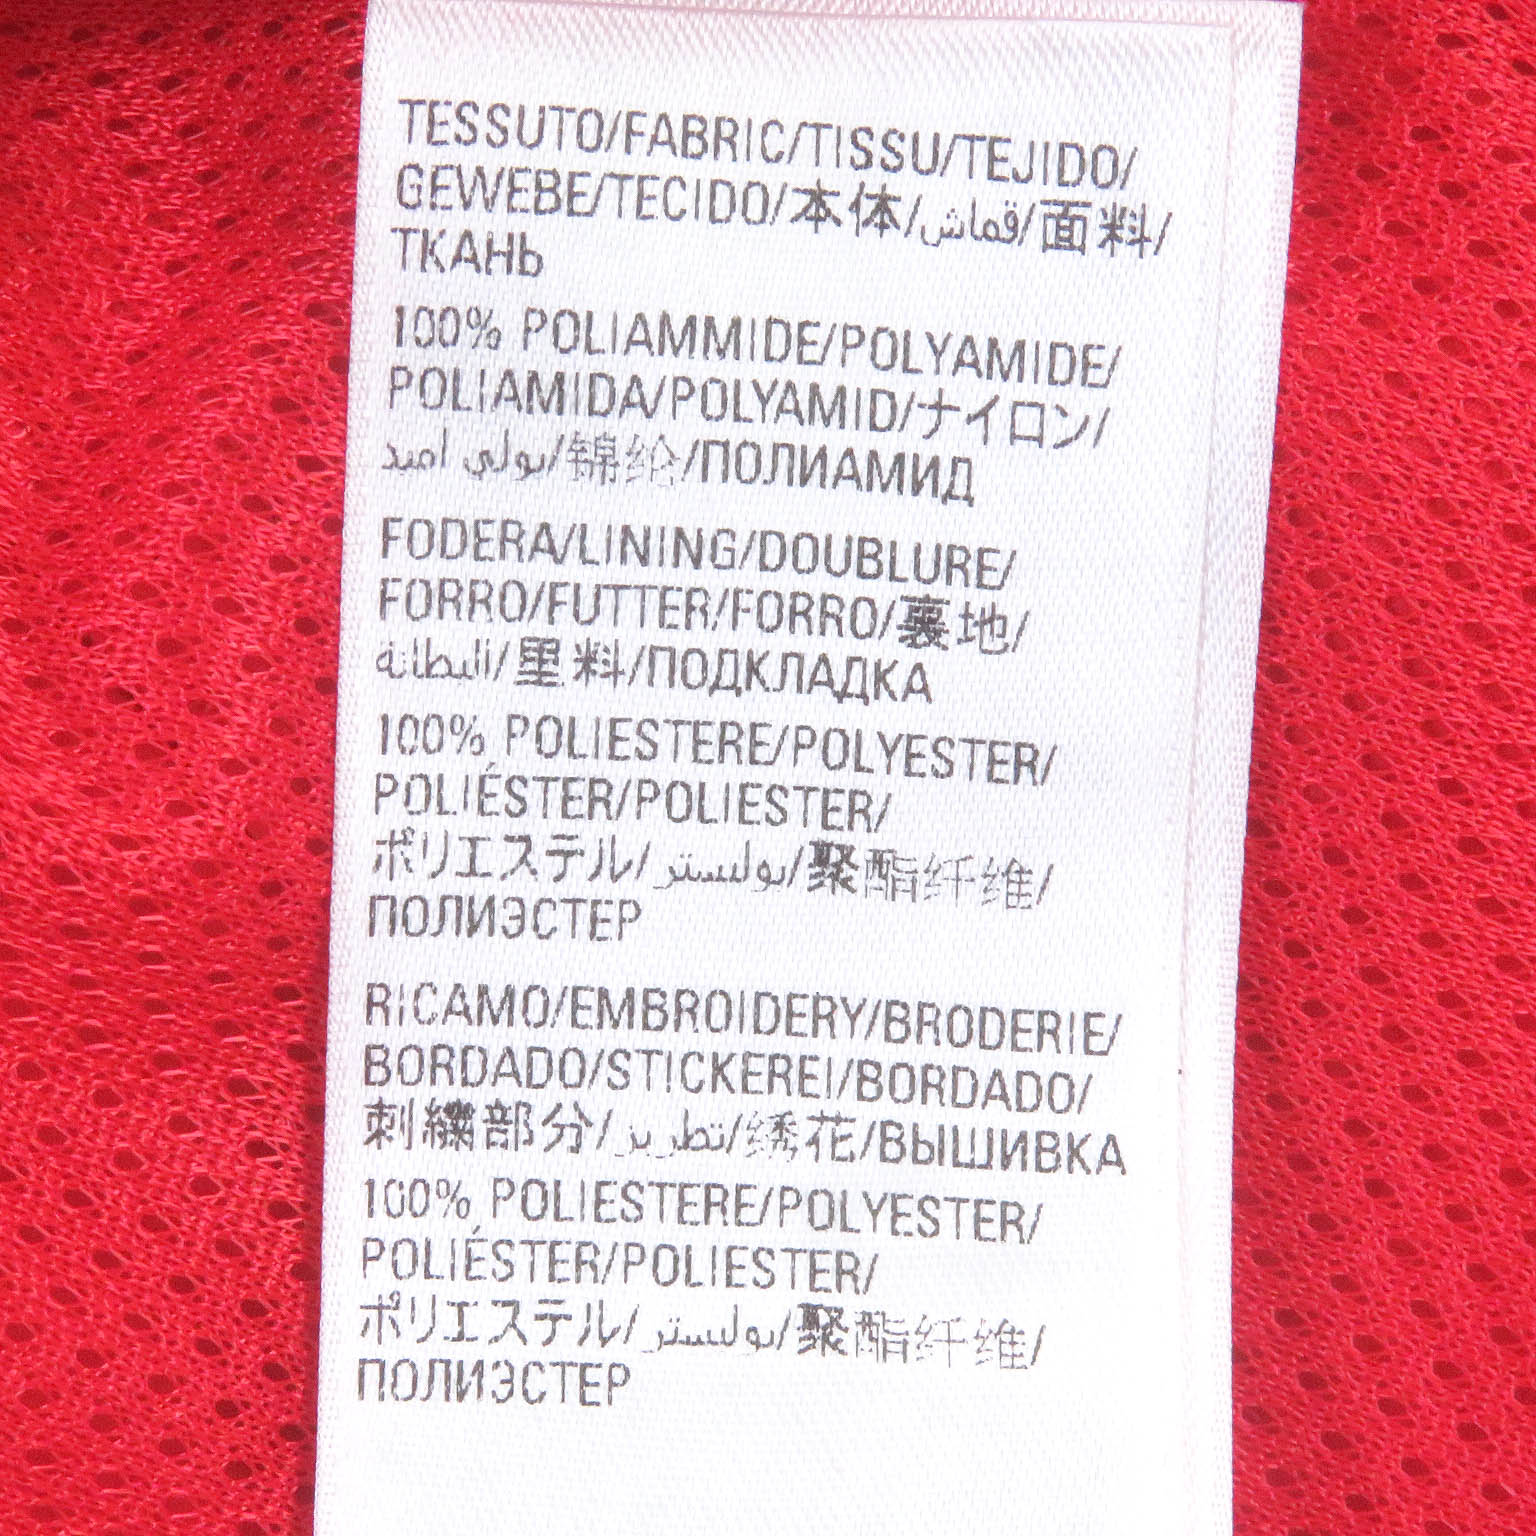 TESSUTO/FABRIC/TISSU/TEJIDO/
GEWEBE/TECIDO/本体/قماش/面料/
ТКАНЬ
100% POLIAMMIDE/POLYAMIDE/
POLIAMIDA/POLYAMID/ナイロン/
بولي اميد/锦纶/ПОЛИАМИД
FODERA/LINING/DOUBLURE/
FORRO/FUTTER/FORRO/裏地/
البطانة/里料/ПОДКЛАДКА
100% POLIESTERE/POLYESTER/
POLIÉSTER/POLIESTER/
ポリエステル/بوليستر/聚酯纤维/
ПОЛИЭСТЕР
RICAMO/EMBROIDERY/BRODERIE/
BORDADO/STICKEREI/BORDADO/
刺繍部分/تطريز/绣花/ВЫШИВКА
100% POLIESTERE/POLYESTER/
POLIÉSTER/POLIESTER/
ポリエステル/بوليستر/聚酯纤维/
ПОЛИЭСТЕР